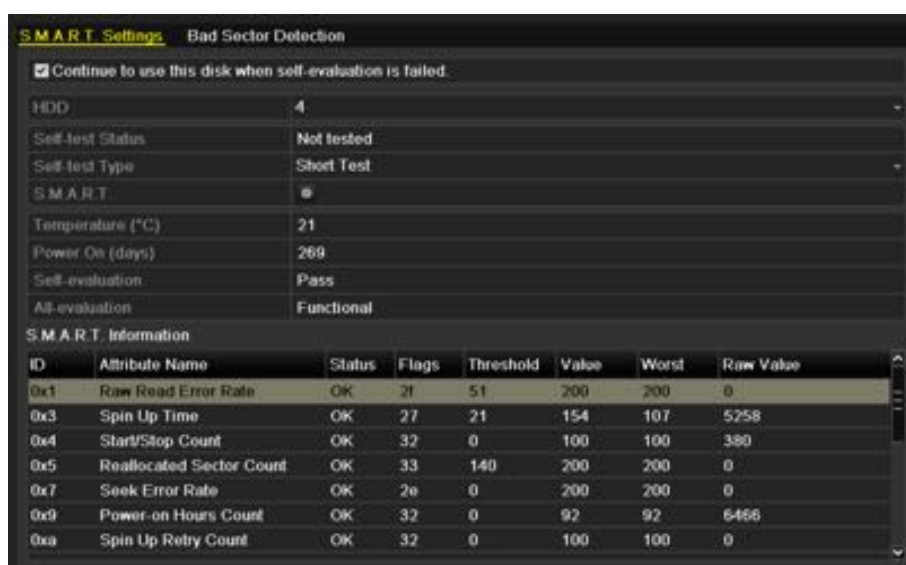 S.M.A.R.T. Settings Bad Sector Detection
Continue to use this disk when self-evaluation is failed.
HDD 4
Self-test Status Not tested
Self-test Type Short Test
S.M.A.R.T.
Temperature (°C) 21
Power On (days) 269
Self-evaluation Pass
All-evaluation Functional
S.M.A.R.T. Information
ID Attribute Name Status Flags Threshold Value Worst Raw Value
0x1 Raw Read Error Rate OK 2f 51 200 200 0
0x3 Spin Up Time OK 27 21 154 107 5258
0x4 Start/Stop Count OK 32 0 100 100 380
0x5 Reallocated Sector Count OK 33 140 200 200 0
0x7 Seek Error Rate OK 2e 0 200 200 0
0x9 Power-on Hours Count OK 32 0 92 92 6466
0xa Spin Up Retry Count OK 32 0 100 100 0